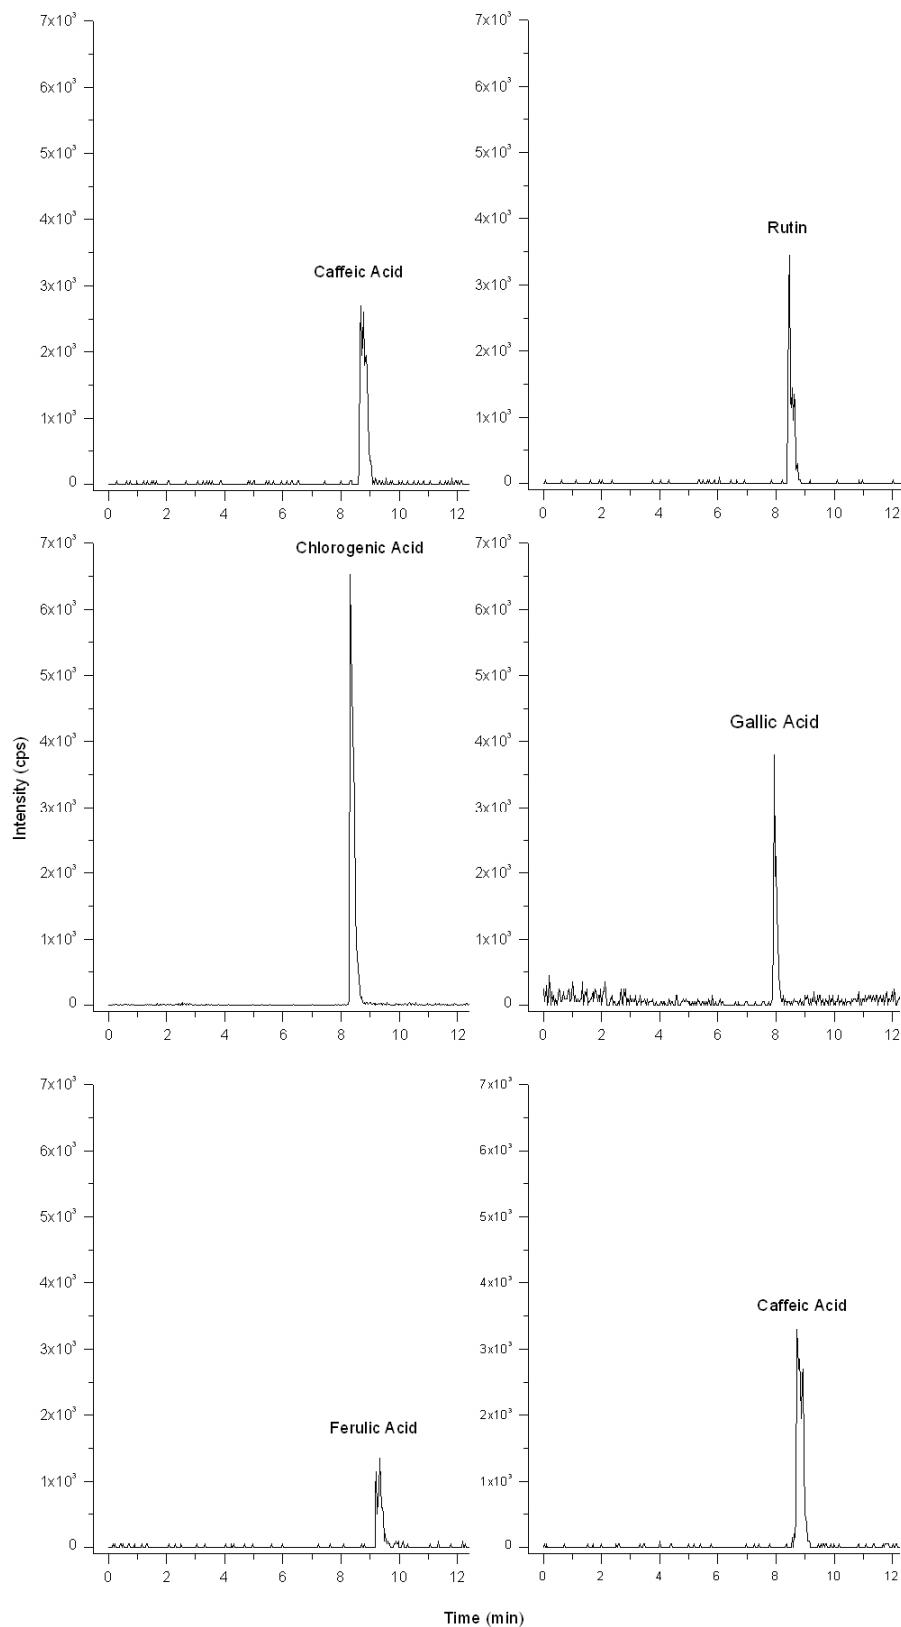 7x10³ 7x10³
6x10³ 6x10³
5x10³ 5x10³
4x10³ 4x10³
Rutin
Caffeic Acid
3x10³ 3x10³
2x10³ 2x10³
1x10³ 1x10³
0 0
0 2 4 6 8 10 12 0 2 4 6 8 10 12
7x10³ Chlorogenic Acid 7x10³
6x10³ 6x10³
5x10³ 5x10³
Gallic Acid
4x10³ 4x10³
Intensity (cps)
3x10³ 3x10³
2x10³ 2x10³
1x10³ 1x10³
0 0
0 2 4 6 8 10 12 0 2 4 6 8 10 12
7x10³ 7x10³
6x10³ 6x10³
5x10³ 5x10³
4x10³ 4x10³
Caffeic Acid
3x10³ 3x10³
2x10³ 2x10³
Ferulic Acid
1x10³ 1x10³
0 0
0 2 4 6 8 10 12 0 2 4 6 8 10 12
Time (min)